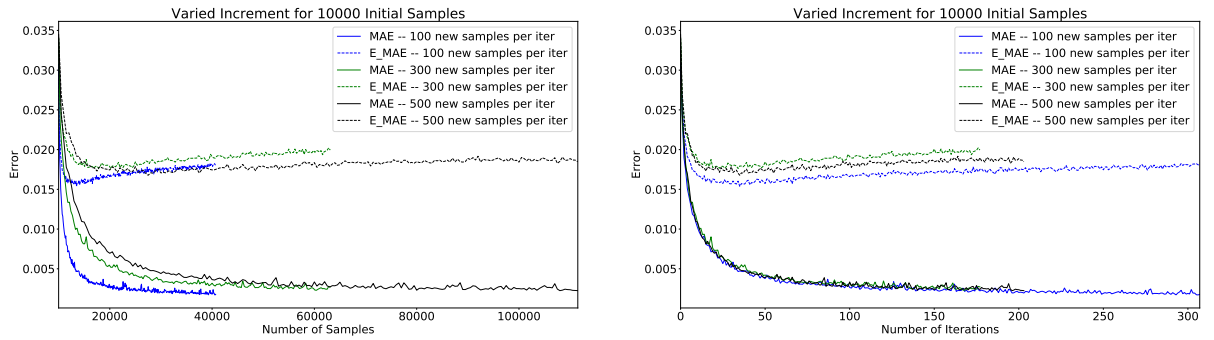 Varied Increment for 10000 Initial Samples
0.035
0.030
0.025
0.020
0.015
0.010
0.005
Error
MAE -- 100 new samples per iter
E_MAE -- 100 new samples per iter
MAE -- 300 new samples per iter
E_MAE -- 300 new samples per iter
MAE -- 500 new samples per iter
E_MAE -- 500 new samples per iter
20000 40000 60000 80000 100000
Number of Samples
Varied Increment for 10000 Initial Samples
0.035
0.030
0.025
0.020
0.015
0.010
0.005
Error
MAE -- 100 new samples per iter
E_MAE -- 100 new samples per iter
MAE -- 300 new samples per iter
E_MAE -- 300 new samples per iter
MAE -- 500 new samples per iter
E_MAE -- 500 new samples per iter
0 50 100 150 200 250 300
Number of Iterations